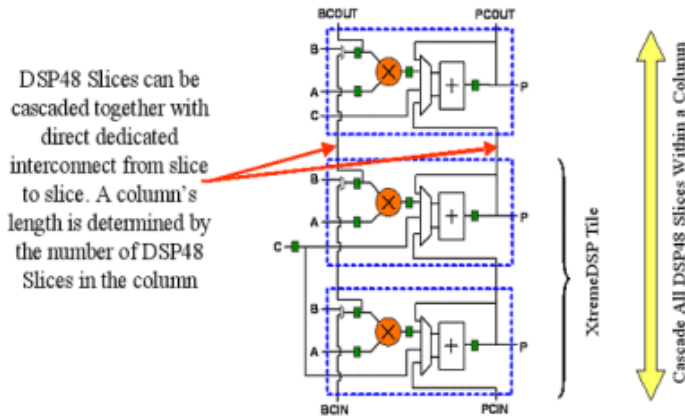 BCOUT
PCOUT
B
A
C
P
DSP48 Slices can be
cascaded together with
direct dedicated
interconnect from slice
to slice. A column's
length is determined by
the number of DSP48
Slices in the column
B
A
C
P
B
A
P
BCIN
PCIN
XtremeDSP Tile
Cascade All DSP48 Slices Within a Column